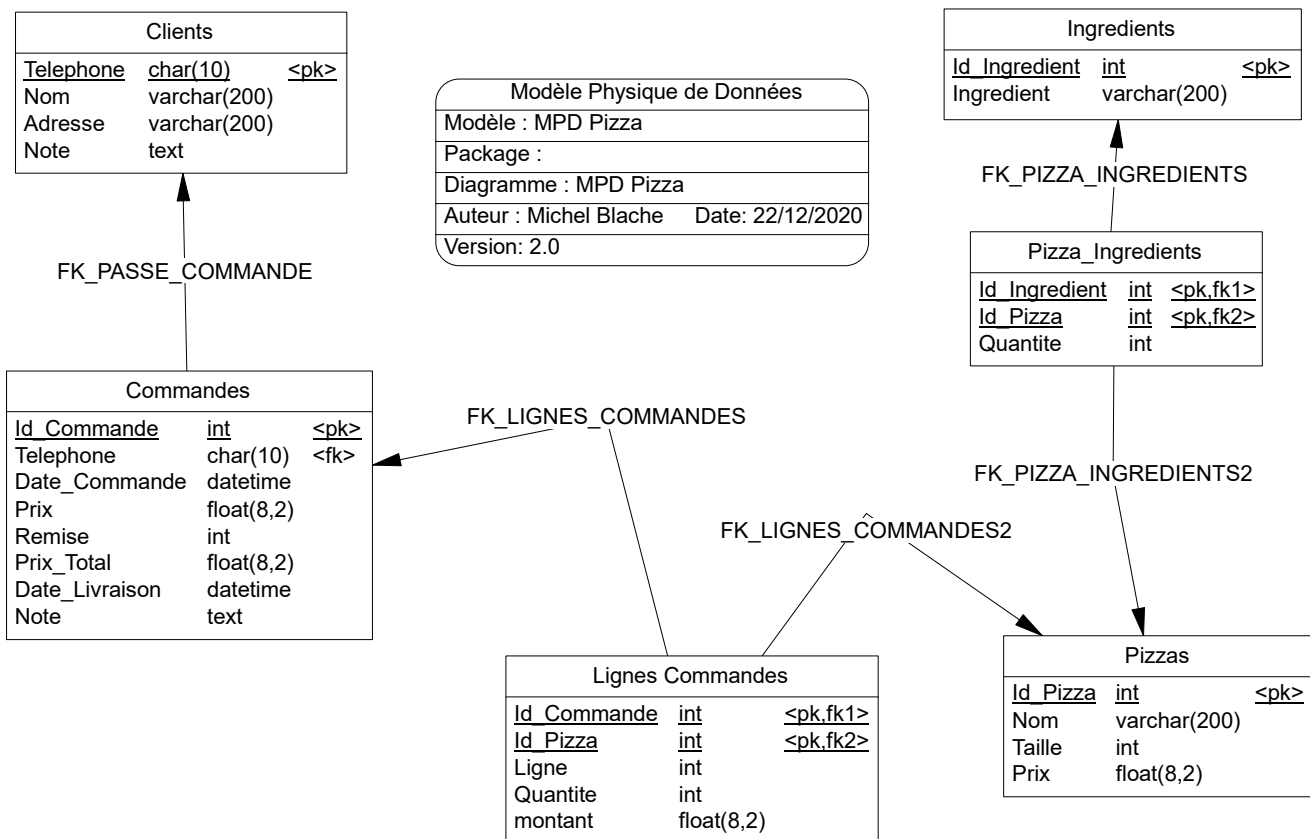 Clients
Telephone char(10) <pk>
Nom varchar(200)
Adresse varchar(200)
Note text
Modèle Physique de Données
Modèle : MPD Pizza
Package :
Diagramme : MPD Pizza
Auteur : Michel Blache Date: 22/12/2020
Version: 2.0
Ingredients
Id_Ingredient int <pk>
Ingredient varchar(200)
FK_PIZZA_INGREDIENTS
FK_PASSE_COMMANDE
Pizza_Ingredients
Id_Ingredient int <pk,fk1>
Id_Pizza int <pk,fk2>
Quantite int
Commandes
Id_Commande int <pk>
Telephone char(10) <fk>
Date_Commande datetime
Prix float(8,2)
Remise int
Prix_Total float(8,2)
Date_Livraison datetime
Note text
FK_LIGNES_COMMANDES
FK_PIZZA_INGREDIENTS2
FK_LIGNES_COMMANDES2
Lignes Commandes
Id_Commande int <pk,fk1>
Id_Pizza int <pk,fk2>
Ligne int
Quantite int
montant float(8,2)
Pizzas
Id_Pizza int <pk>
Nom varchar(200)
Taille int
Prix float(8,2)